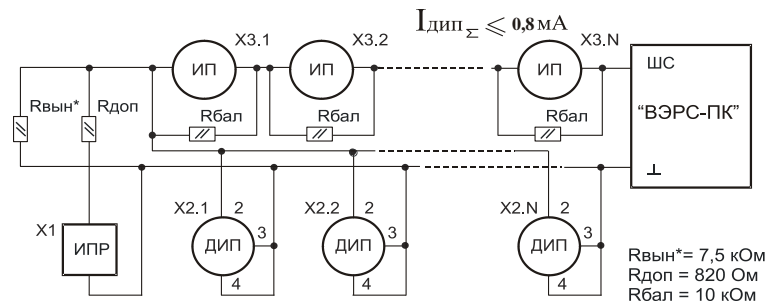 Iдип Σ ⩽ 0,8 мА
X3.1
X3.2
X3.N
ИП
ИП
ИП
ШС
Rвын*
Rдоп
Rбал
Rбал
Rбал
“ВЭРС-ПК”
⊥
X2.1
2
X2.2
2
X2.N
2
X1
ИПР
ДИП
3
ДИП
3
ДИП
3
4
4
4
Rвын*= 7,5 кОм
Rдоп = 820 Ом
Rбал = 10 кОм